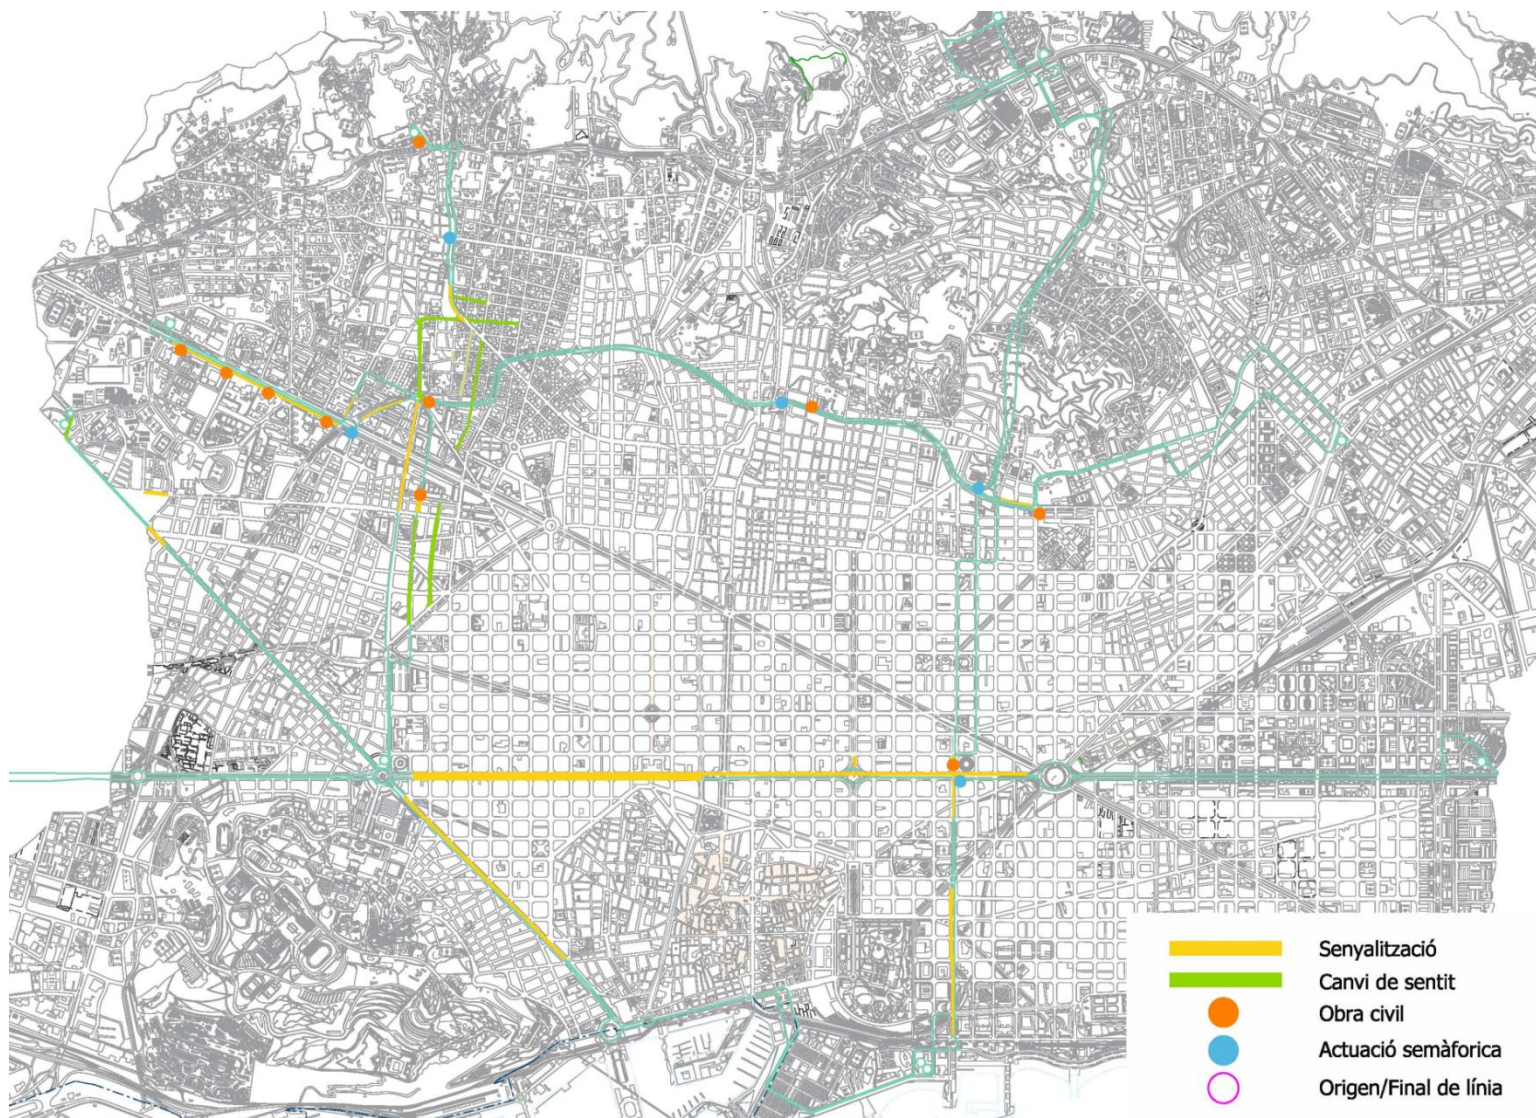 Senyalització
Canvi de sentit
Obra civil
Actuació semàforica
Origen/Final de línia